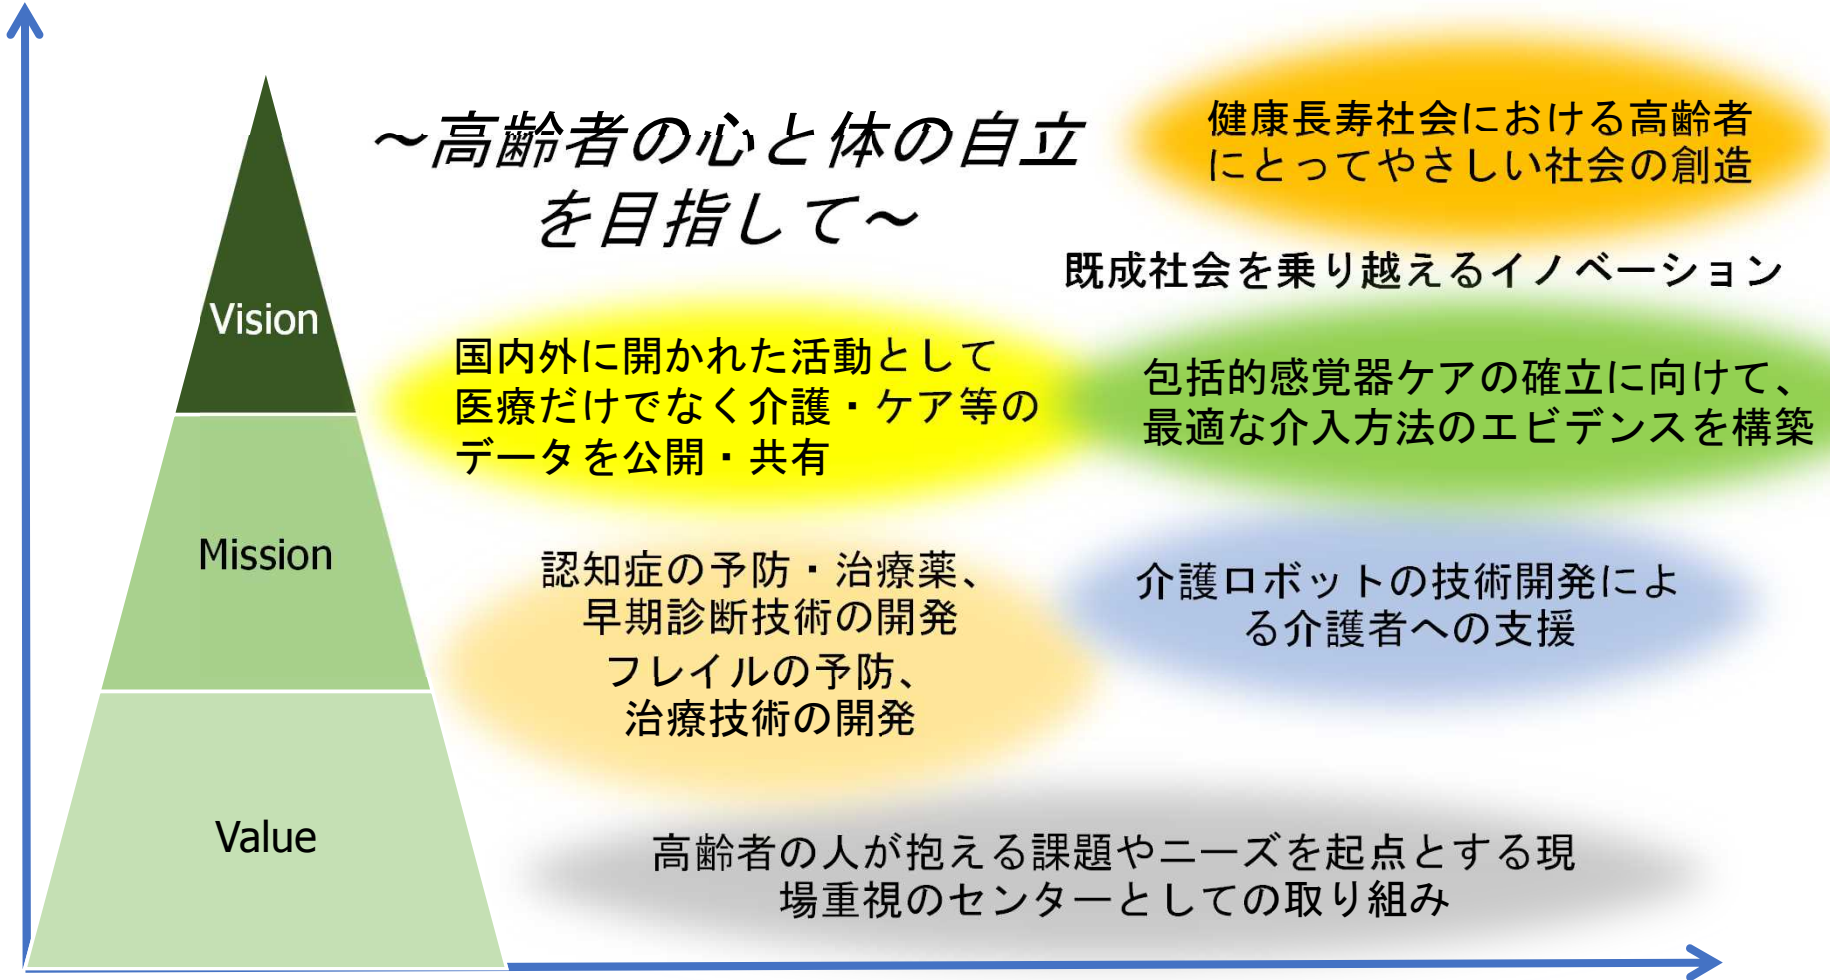 ～高齢者の心と体の自立
を目指して～
健康長寿社会における高齢者
にとってやさしい社会の創造
既成社会を乗り越えるイノベーション
Vision
国内外に開かれた活動として
医療だけでなく介護・ケア等の
データを公開・共有
包括的感覚器ケアの確立に向けて、
最適な介入方法のエビデンスを構築
Mission
認知症の予防・治療薬、
早期診断技術の開発
フレイルの予防、
治療技術の開発
介護ロボットの技術開発によ
る介護者への支援
Value
高齢者の人が抱える課題やニーズを起点とする現
場重視のセンターとしての取り組み